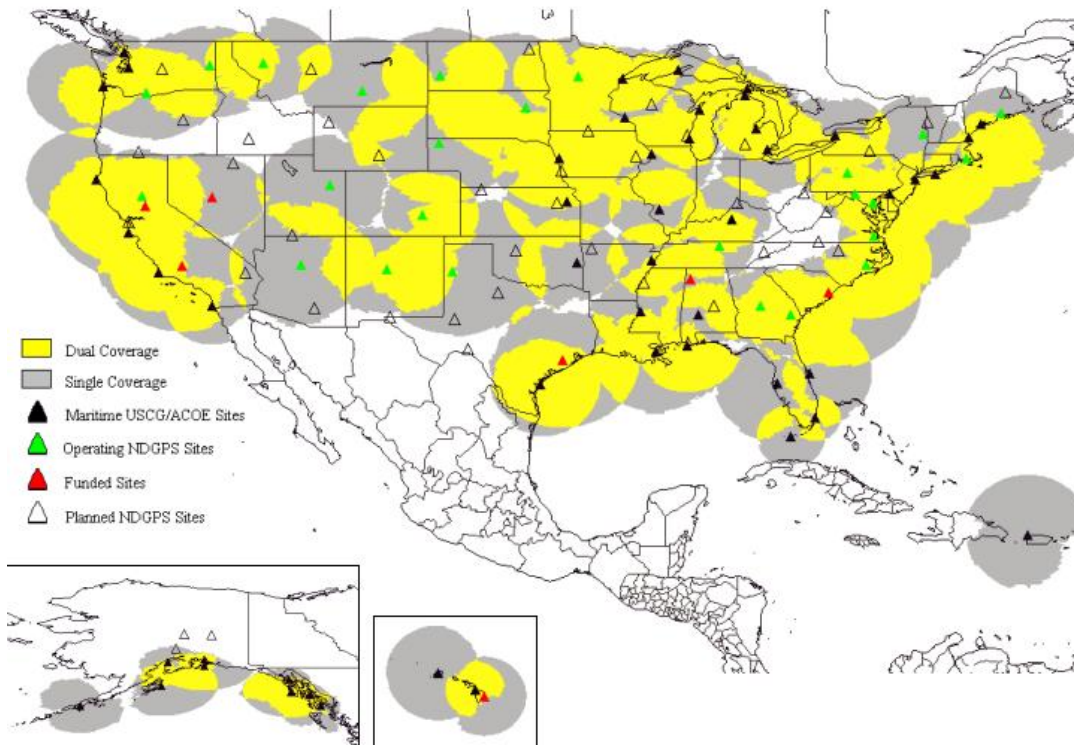 Dual Coverage
Single Coverage
Maritime USCG/ACOE Sites
Operating NDGPS Sites
Funded Sites
Planned NDGPS Sites